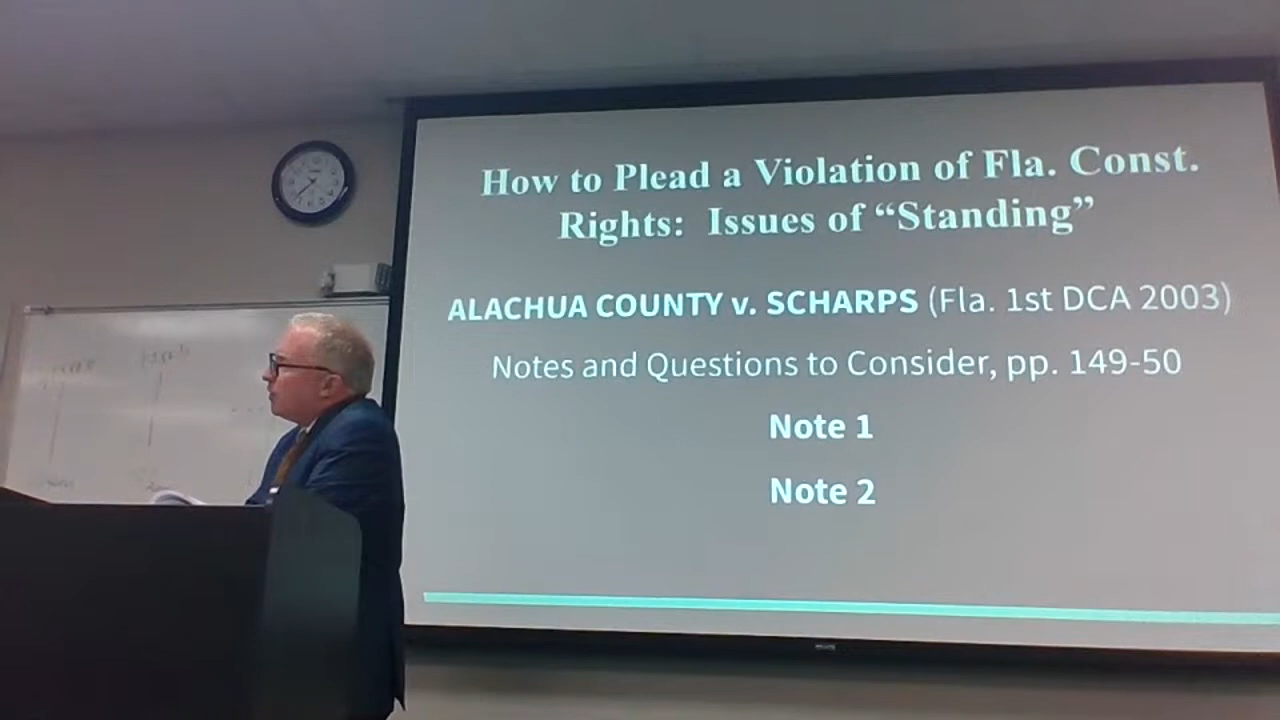 How to Plead a Violation of Fla. Const.
Rights: Issues of “Standing”
ALACHUA COUNTY v. SCHARPS (Fla. 1st DCA 2003)
Notes and Questions to Consider, pp. 149-50
Note 1
Note 2